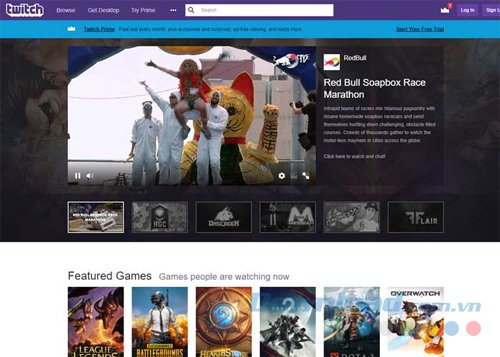 twitch Browse Get Desktop Try Prime ••• Search Log In Sign U
Twitch Prime Free loot every month, plus exclusives and surprises, ad-free viewing, and loads more. Start Your Free Trial
RedBull
Red Bull Soapbox Race
Marathon
Intrepid teams of racers mix hilarious pageantry with
insane homemade soapbox racecars and send
themselves hurtling down challenging, obstacle filled
courses. Crowds of thousands gather to watch the
motor-less mayhem in cities across the globe.
Click here to watch and chat!
RED BULL SOAPBOX RACE
MARATHON
HGC
UNSCREEN
FLAIR
Featured Games Games people are watching now
LEAGUE
LEGENDS
PLAYERUNKNOWN'S
BATTLEGROUNDS
HEARTHSTONE
DOTA
OVERWATCH
Download.com.vn